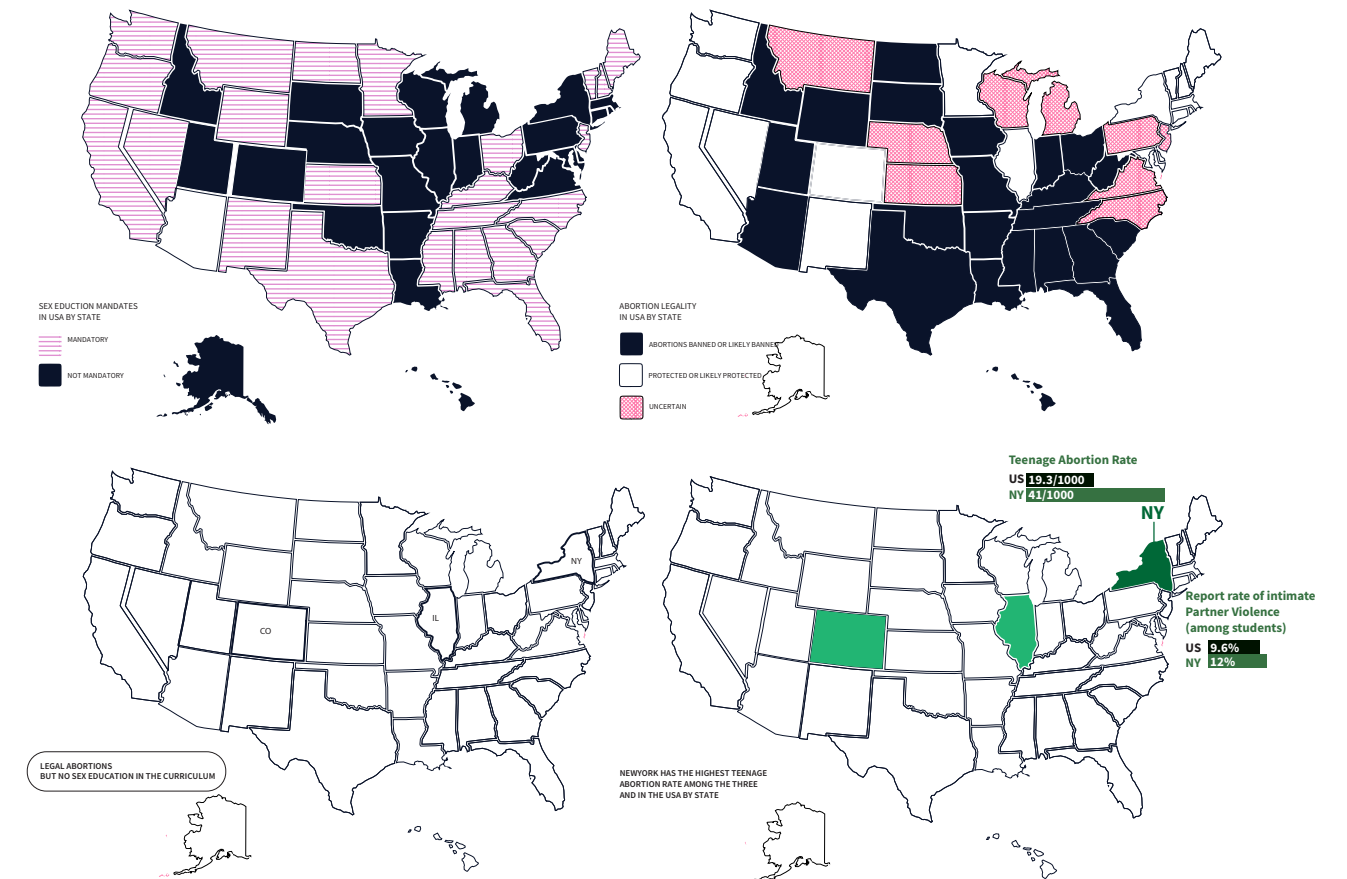 SEX EDUCTION MANDATES
IN USA BY STATE
MANDATORY
NOT MANDATORY
ABORTION LEGALITY
IN USA BY STATE
ABORTIONS BANNED OR LIKELY BANNED
PROTECTED OR LIKELY PROTECTED
UNCERTAIN
NY
CO
IL
LEGAL ABORTIONS
BUT NO SEX EDUCATION IN THE CURRICULUM
Teenage Abortion Rate
US 19.3/1000
NY 41/1000
NY
Report rate of intimate
Partner Violence
(among students)
US 9.6%
NY 12%
NEWYORK HAS THE HIGHEST TEENAGE
ABORTION RATE AMONG THE THREE
AND IN THE USA BY STATE